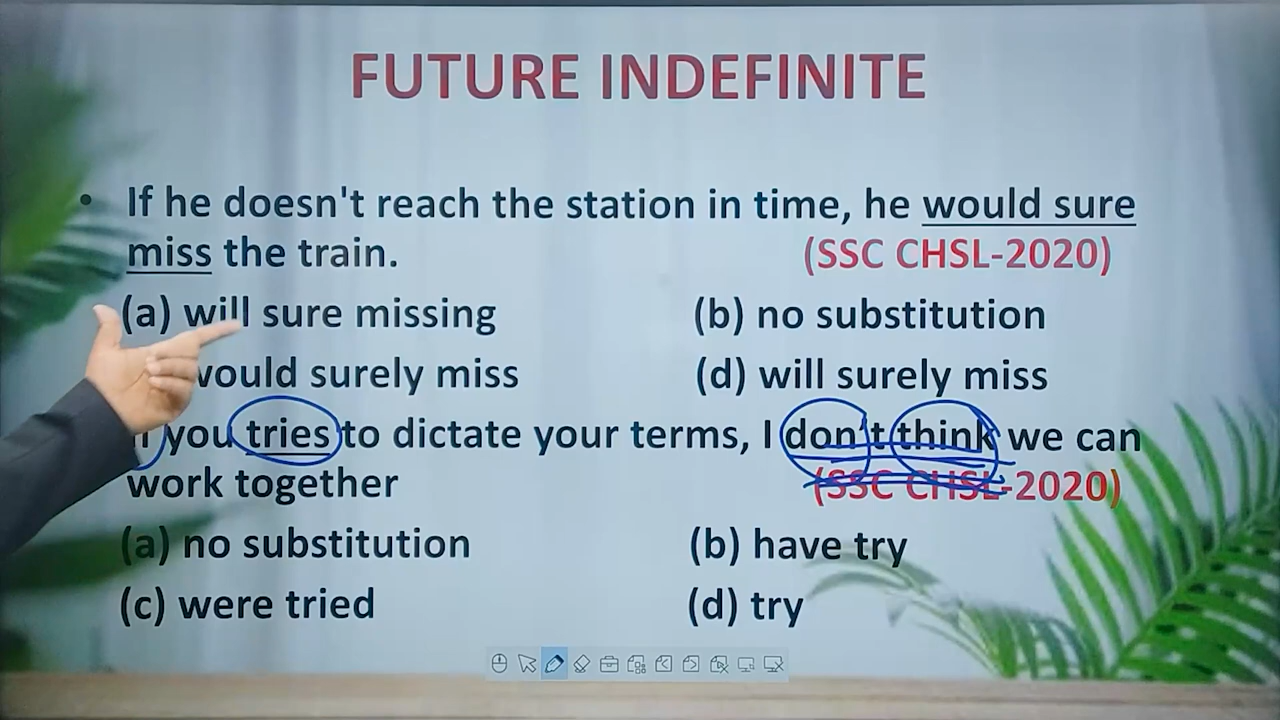 FUTURE INDEFINITE
• If he doesn't reach the station in time, he would sure
miss the train. (SSC CHSL-2020)
(a) will sure missing (b) no substitution
would surely miss (d) will surely miss
If you tries to dictate your terms, I don't think we can
work together (SSC CHSL-2020)
(a) no substitution (b) have try
(c) were tried (d) try